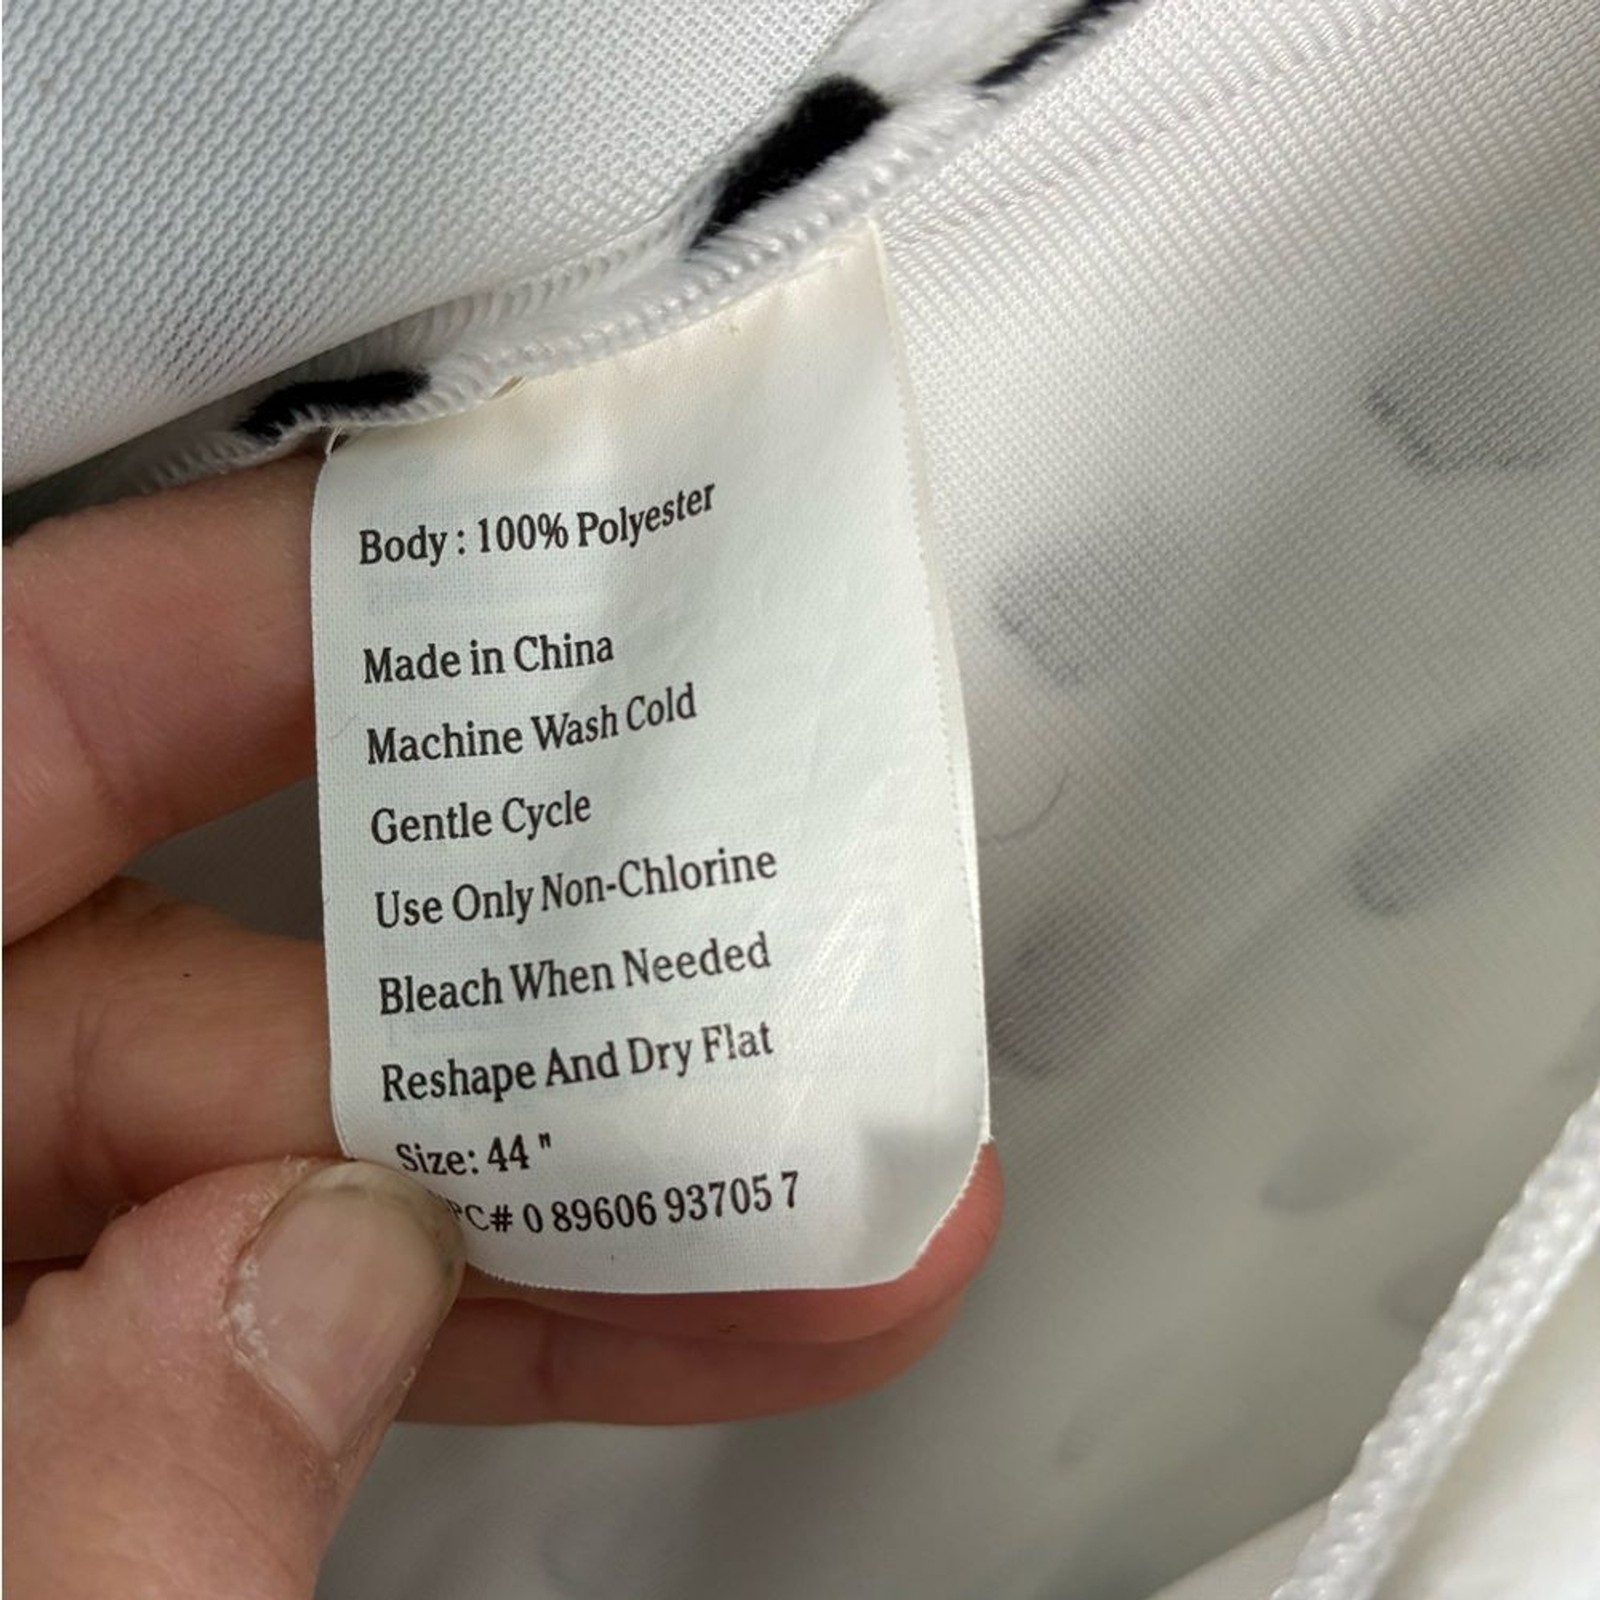 Body : 100% Polyester
Made in China
Machine Wash Cold
Gentle Cycle
Use Only Non-Chlorine
Bleach When Needed
Reshape And Dry Flat
Size: 44 "
PC# 0 89606 93705 7